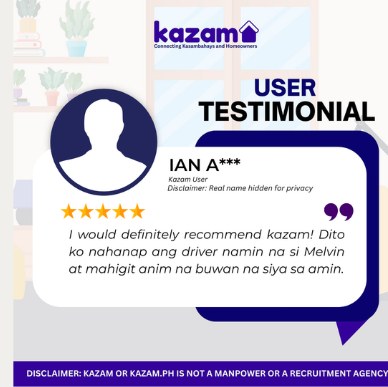 kazam
Connecting Kasambahays and Homeowners
USER
TESTIMONIAL
IAN A***
Kazam User
Disclaimer: Real name hidden for privacy
I would definitely recommend kazam! Dito
ko nahanap ang driver namin na si Melvin
at mahigit anim na buwan na siya sa amin.
DISCLAIMER: KAZAM OR KAZAM.PH IS NOT A MANPOWER OR A RECRUITMENT AGENCY